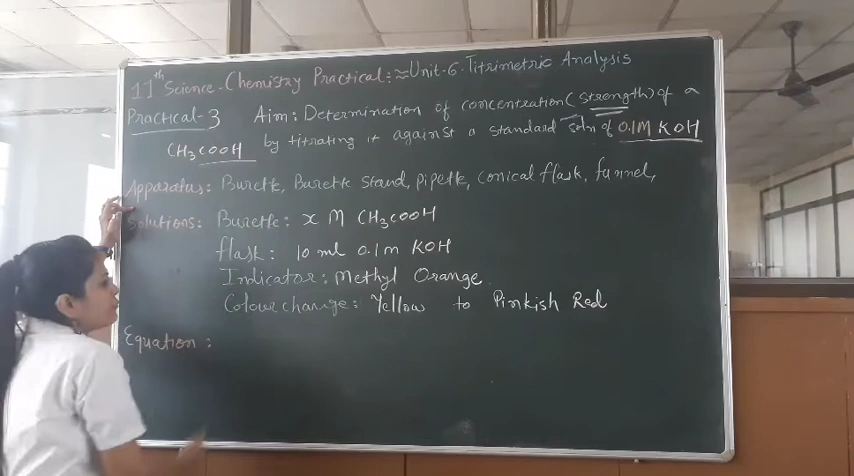 11th Science - Chemistry Practical : ≈ Unit-6 - Titrimetric Analysis
Practical-3 Aim : Determination of concentration (strength) of a
CH3COOH by titrating it against a standard soln of 0.1M KOH
Apparatus : Burette, Burette stand, pipette, conical flask, funnel,
Solutions : Burette : x M CH3COOH
flask : 10 ml 0.1 m KOH
Indicator : Methyl Orange
Colour change : Yellow to Pinkish Red
Equation :